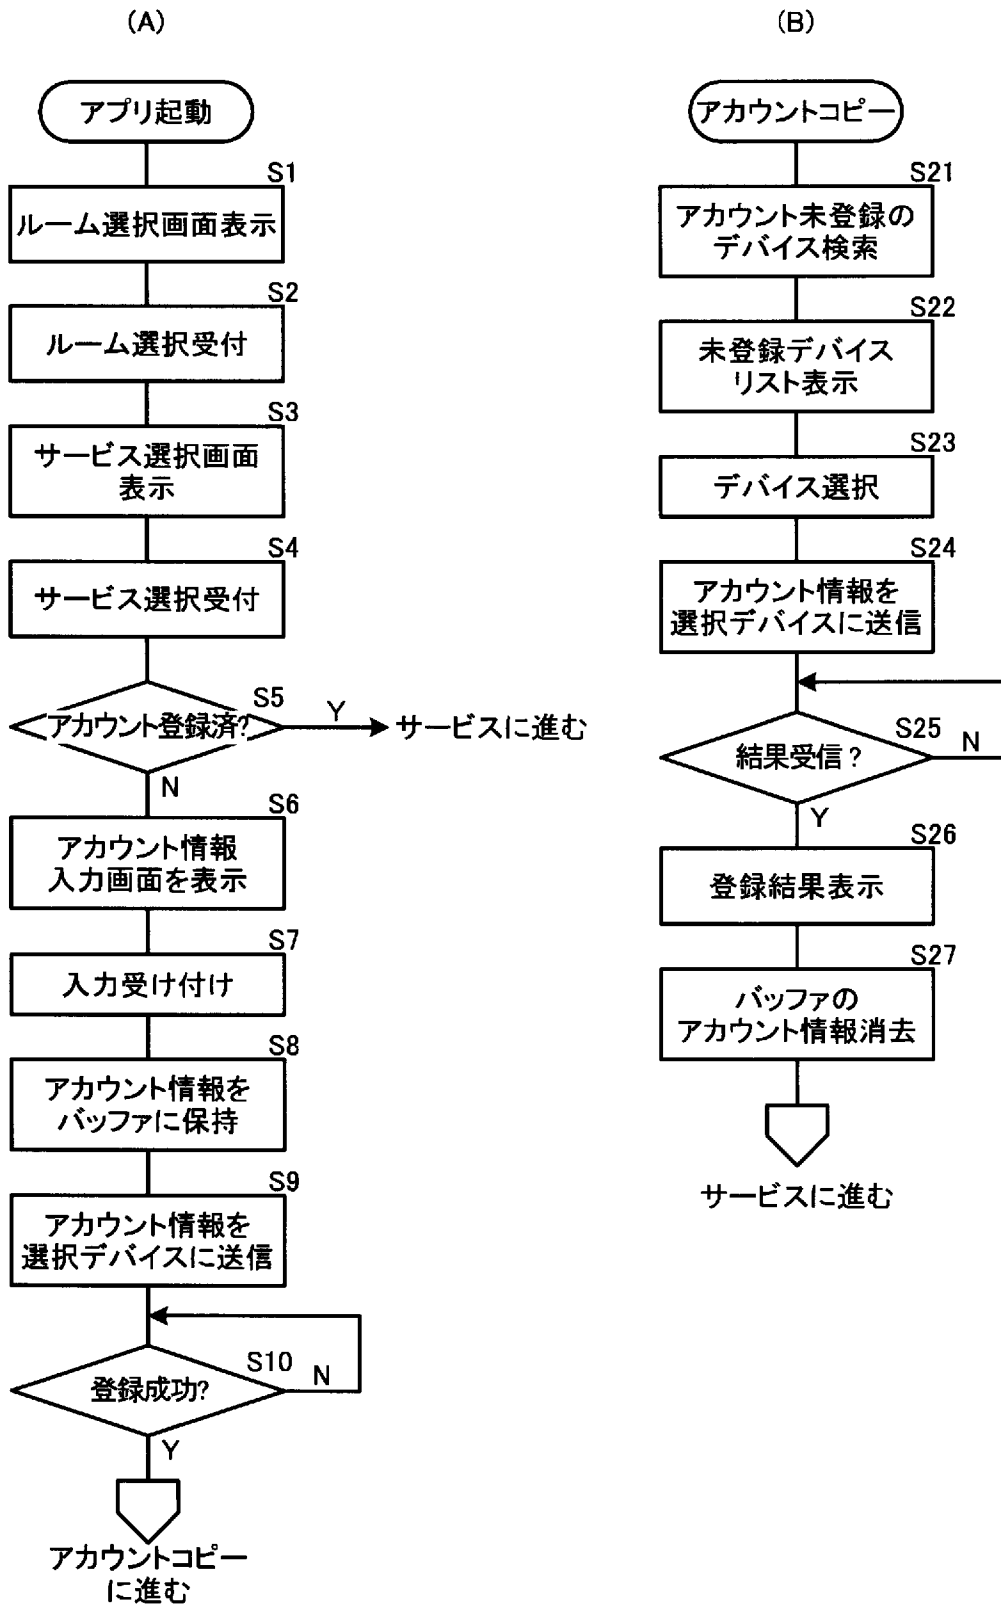 (A)
アプリ起動
S1
ルーム選択画面表示
S2
ルーム選択受付
S3
サービス選択画面
表示
S4
サービス選択受付
S5
アカウント登録済?
Y
サービスに進む
N
S6
アカウント情報
入力画面を表示
S7
入力受け付け
S8
アカウント情報を
バッファに保持
S9
アカウント情報を
選択デバイスに送信
S10
登録成功?
N
Y
アカウントコピー
に進む
(B)
アカウントコピー
S21
アカウント未登録の
デバイス検索
S22
未登録デバイス
リスト表示
S23
デバイス選択
S24
アカウント情報を
選択デバイスに送信
S25
結果受信?
N
Y
S26
登録結果表示
S27
バッファの
アカウント情報消去
サービスに進む